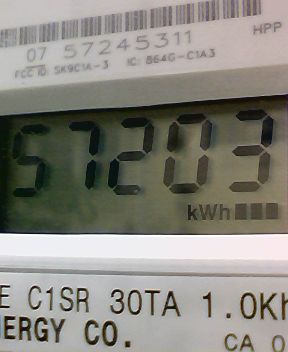 07 57245311
HPP
FCC ID: SK9C1A-3 IC: 864G-C1A3
57203
kWh
E C1SR 30TA 1.0Kh
ERGY CO.
CA 0